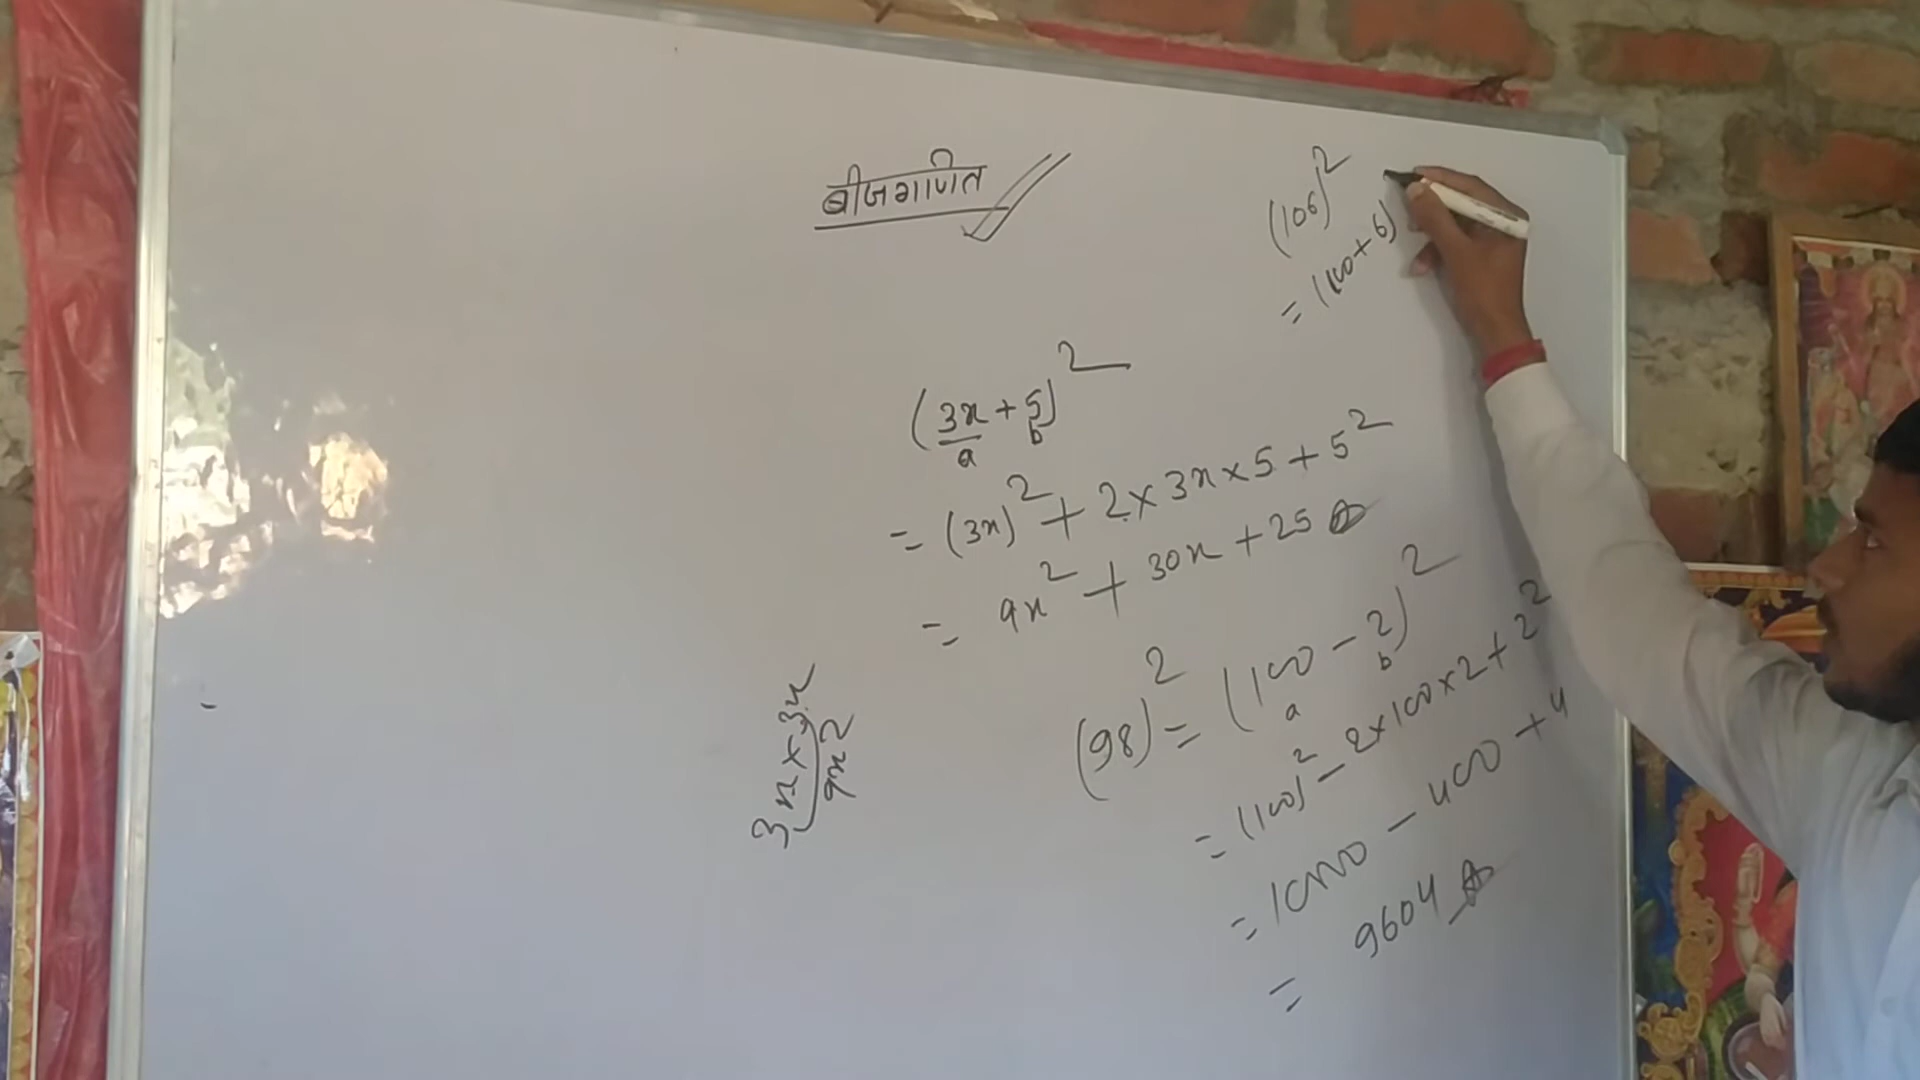 बीजगणित
(106)²
= (100+6)
(3x + 5)²
a b
= (3x)² + 2×3x×5 + 5²
= 9x² + 30x + 25
(98)² = (100 - 2)²
a b
= (100)² - 2×100×2 + 2²
= 10000 - 400 + 4
= 9604
3x × 3x
9x²